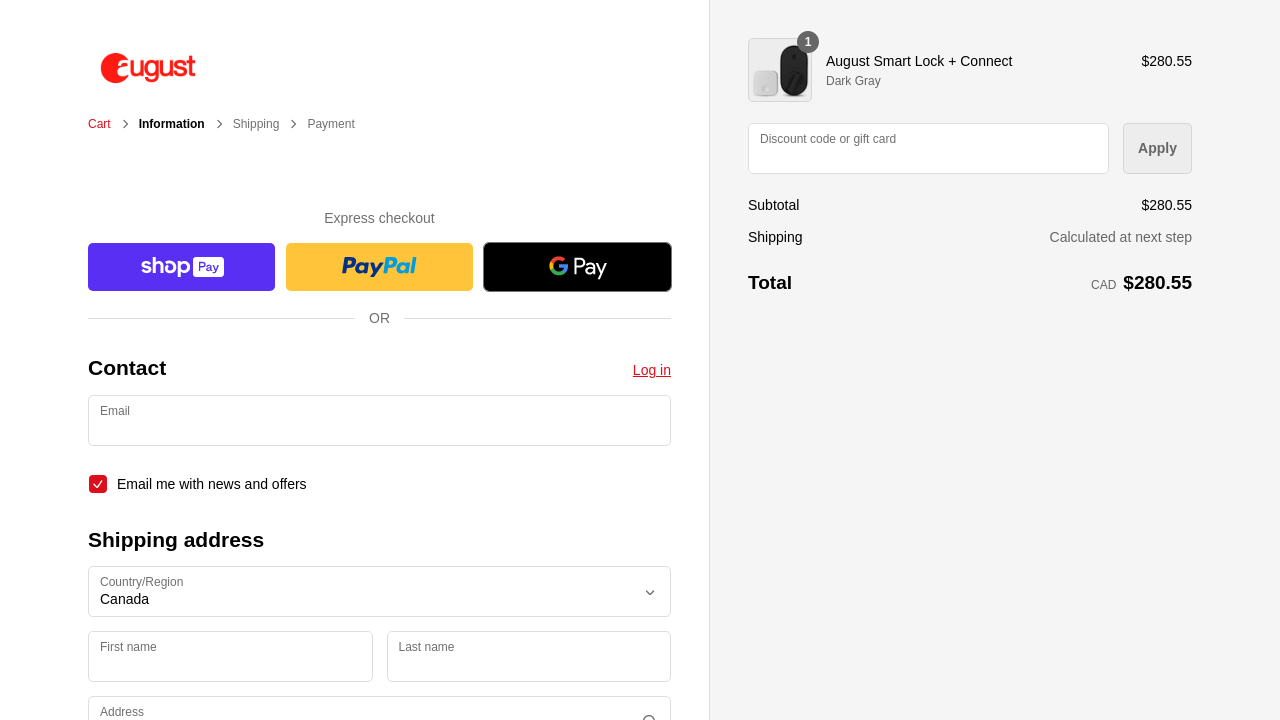 august
Cart > Information > Shipping > Payment
Express checkout
shop Pay
PayPal
G Pay
OR
Contact
Log in
Email
Email me with news and offers
Shipping address
Country/Region
Canada
First name
Last name
Address
1
August Smart Lock + Connect
$280.55
Dark Gray
Discount code or gift card
Apply
Subtotal
$280.55
Shipping
Calculated at next step
Total
CAD $280.55